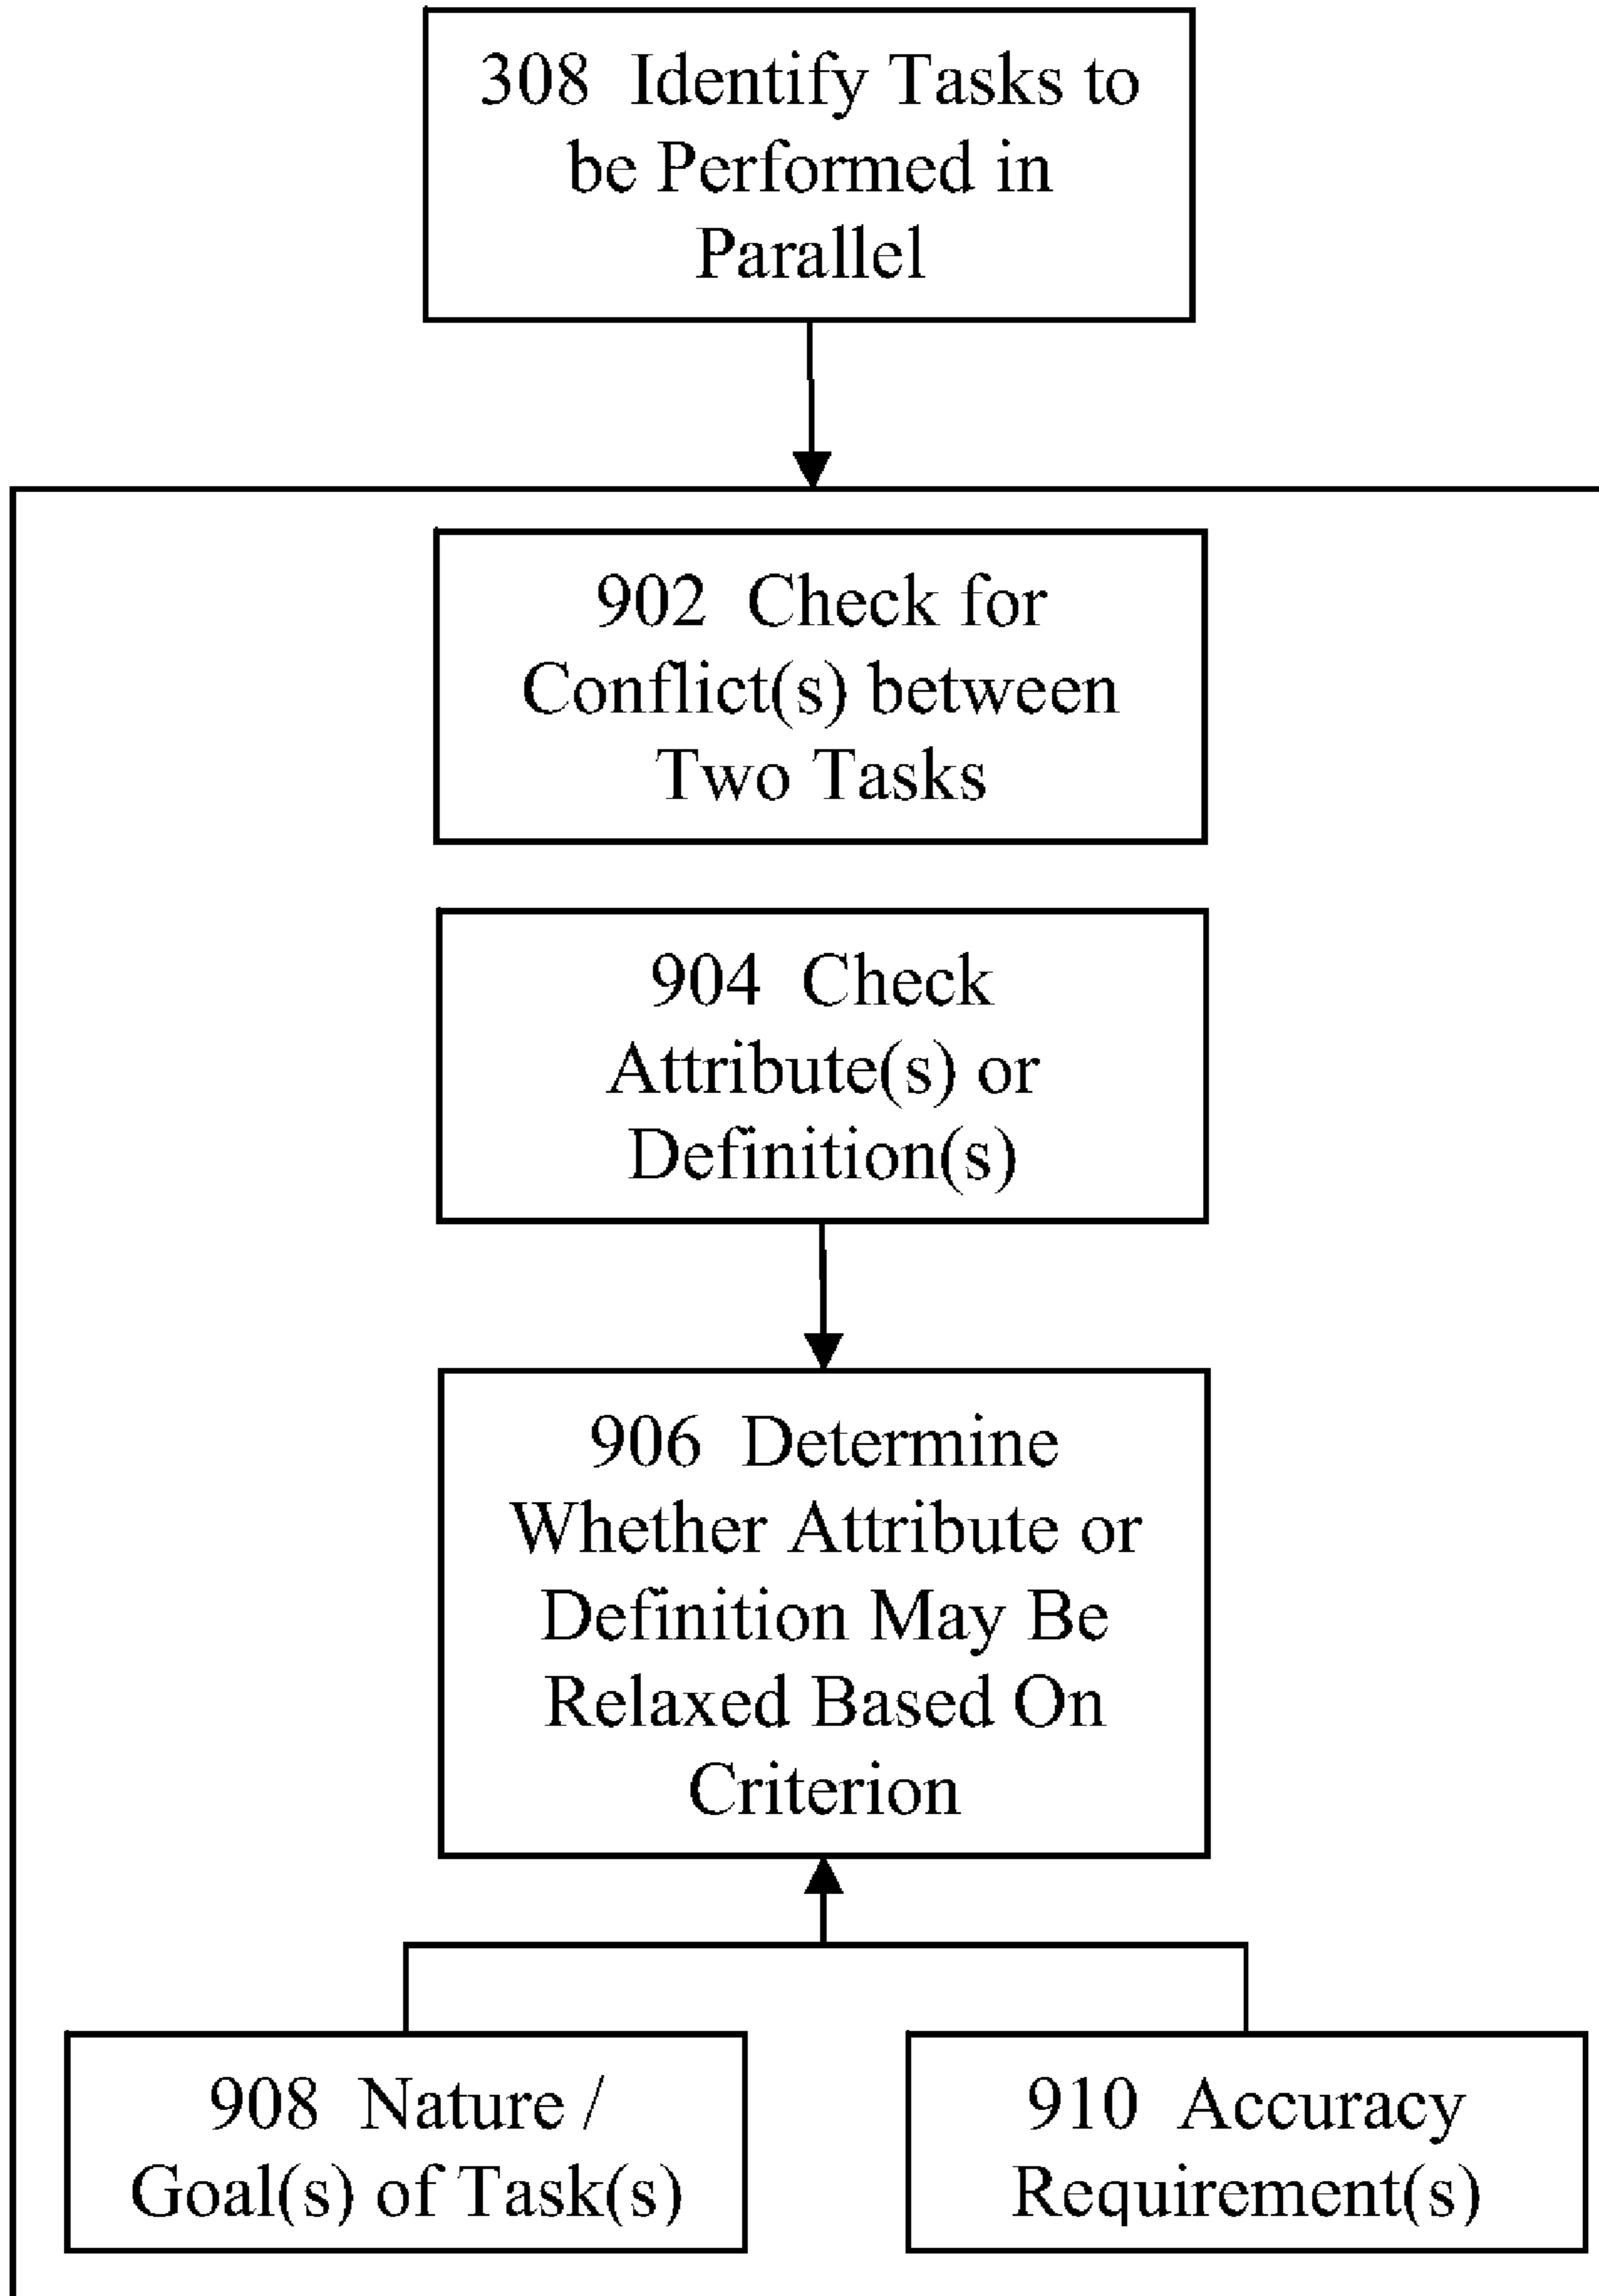 308 Identify Tasks to
be Performed in
Parallel
902 Check for
Conflict(s) between
Two Tasks
904 Check
Attribute(s) or
Definition(s)
906 Determine
Whether Attribute or
Definition May Be
Relaxed Based On
Criterion
908 Nature /
Goal(s) of Task(s)
910 Accuracy
Requirement(s)